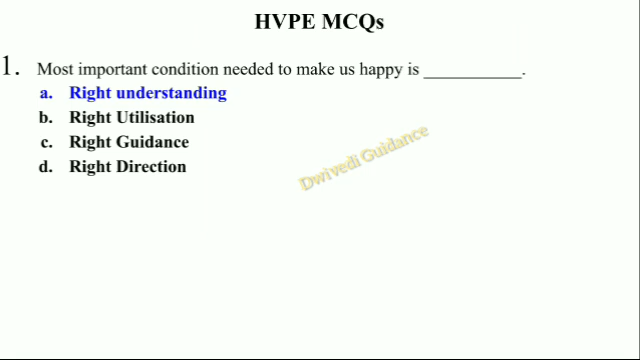 HVPE MCQs
1. Most important condition needed to make us happy is ___________.
a. Right understanding
b. Right Utilisation
c. Right Guidance
d. Right Direction
Dwivedi Guidance